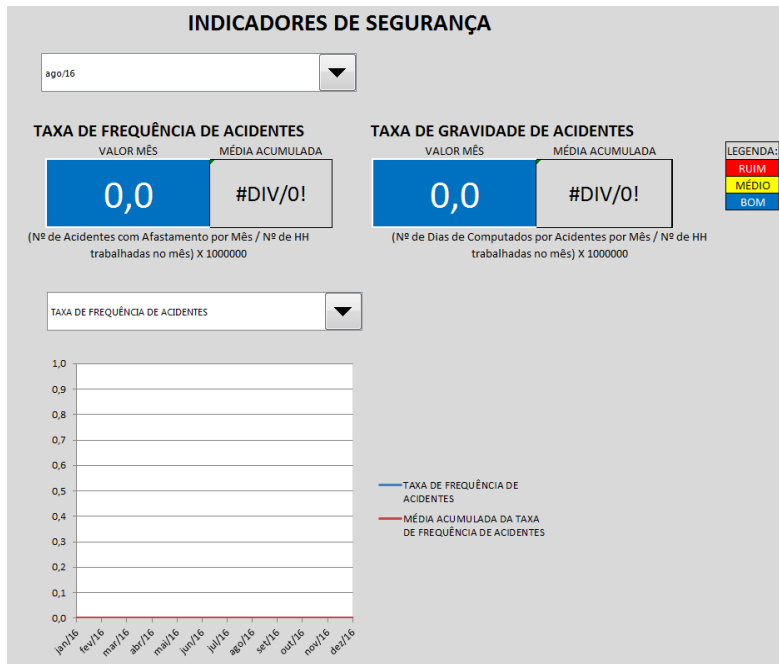 INDICADORES DE SEGURANÇA
ago/16
TAXA DE FREQUÊNCIA DE ACIDENTES
VALOR MÊS
MÉDIA ACUMULADA
0,0
#DIV/0!
(Nº de Acidentes com Afastamento por Mês / Nº de HH
trabalhadas no mês) X 1000000
TAXA DE GRAVIDADE DE ACIDENTES
VALOR MÊS
MÉDIA ACUMULADA
0,0
#DIV/0!
(Nº de Dias de Computados por Acidentes por Mês / Nº de HH
trabalhadas no mês) X 1000000
LEGENDA:
RUIM
MÉDIO
BOM
TAXA DE FREQUÊNCIA DE ACIDENTES
1,0
0,9
0,8
0,7
0,6
0,5
0,4
0,3
0,2
0,1
0,0
jan/16
fev/16
mar/16
abr/16
mai/16
jun/16
jul/16
ago/16
set/16
out/16
nov/16
dez/16
TAXA DE FREQUÊNCIA DE
ACIDENTES
MÉDIA ACUMULADA DA TAXA
DE FREQUÊNCIA DE ACIDENTES